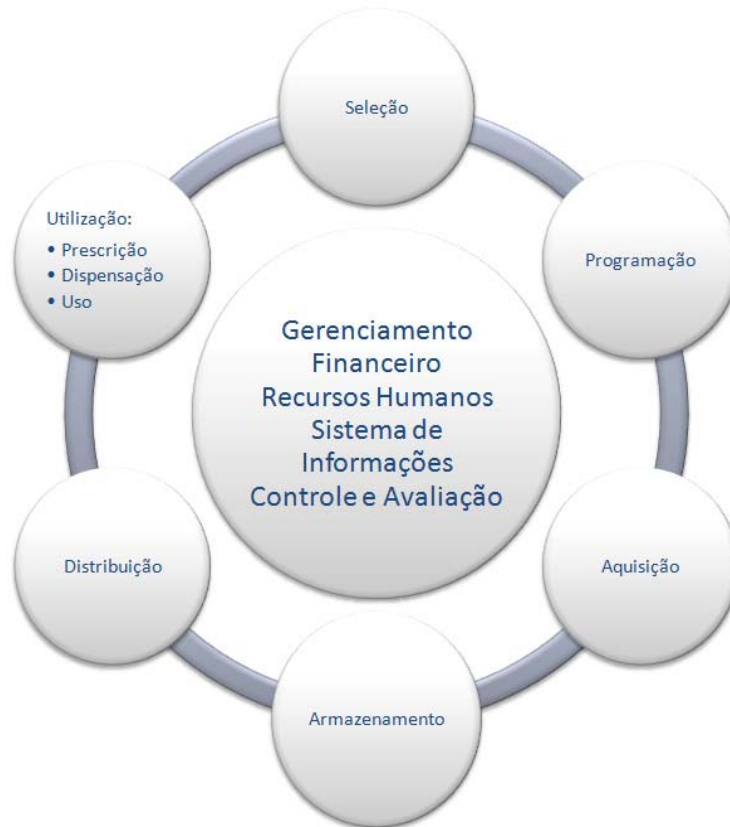 Seleção
Programação
Aquisição
Armazenamento
Distribuição
Utilização:
• Prescrição
• Dispensação
• Uso
Gerenciamento
Financeiro
Recursos Humanos
Sistema de
Informações
Controle e Avaliação